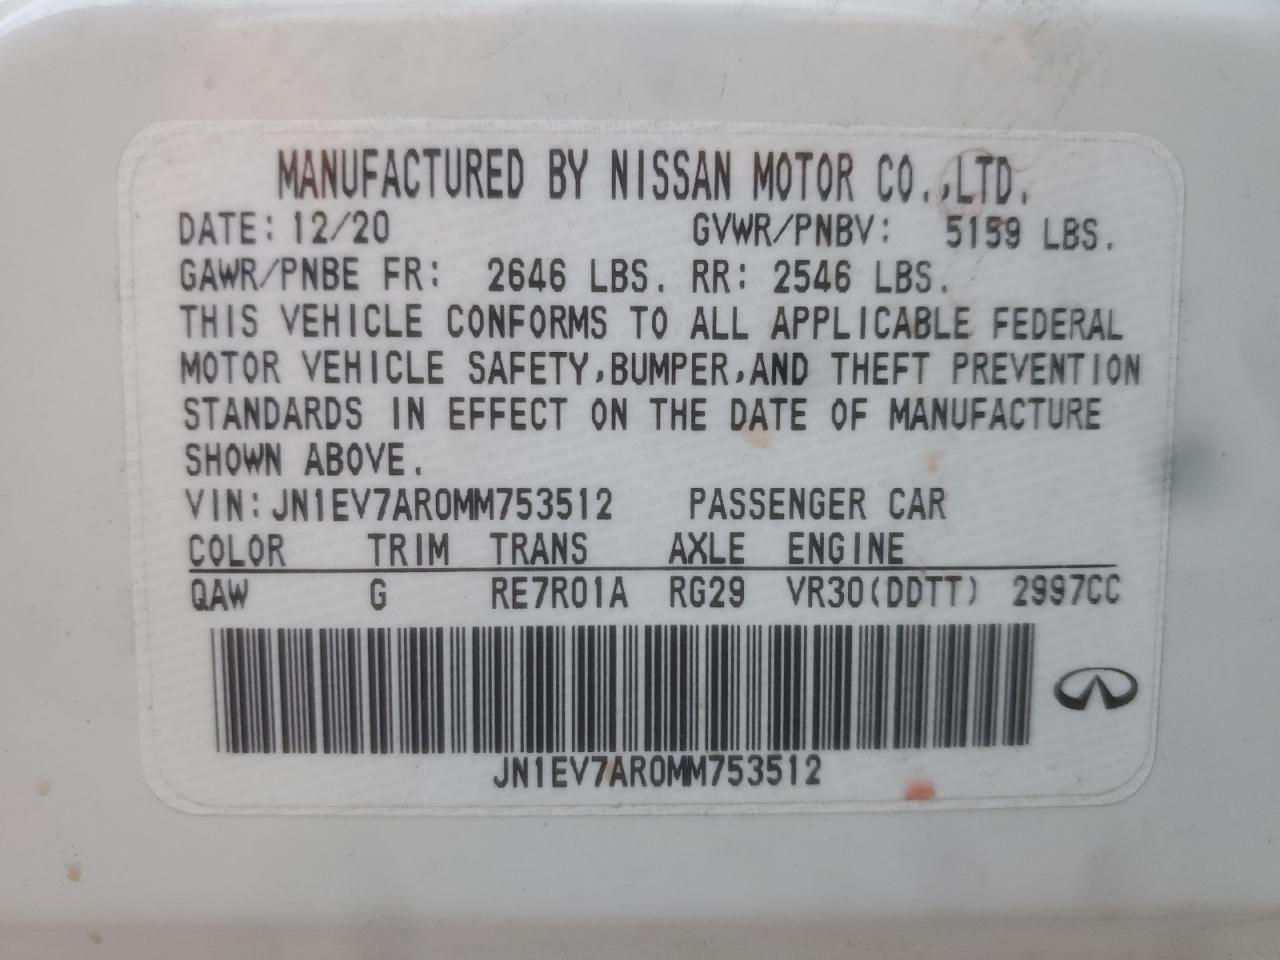 MANUFACTURED BY NISSAN MOTOR CO.,LTD.
DATE: 12/20 GVWR/PNBV: 5159 LBS.
GAWR/PNBE FR: 2646 LBS. RR: 2546 LBS.
THIS VEHICLE CONFORMS TO ALL APPLICABLE FEDERAL
MOTOR VEHICLE SAFETY,BUMPER,AND THEFT PREVENTION
STANDARDS IN EFFECT ON THE DATE OF MANUFACTURE
SHOWN ABOVE.
VIN:JN1EV7AR0MM753512 PASSENGER CAR
COLOR TRIM TRANS AXLE ENGINE
QAW G RE7R01A RG29 VR30(DDTT) 2997CC
JN1EV7AR0MM753512